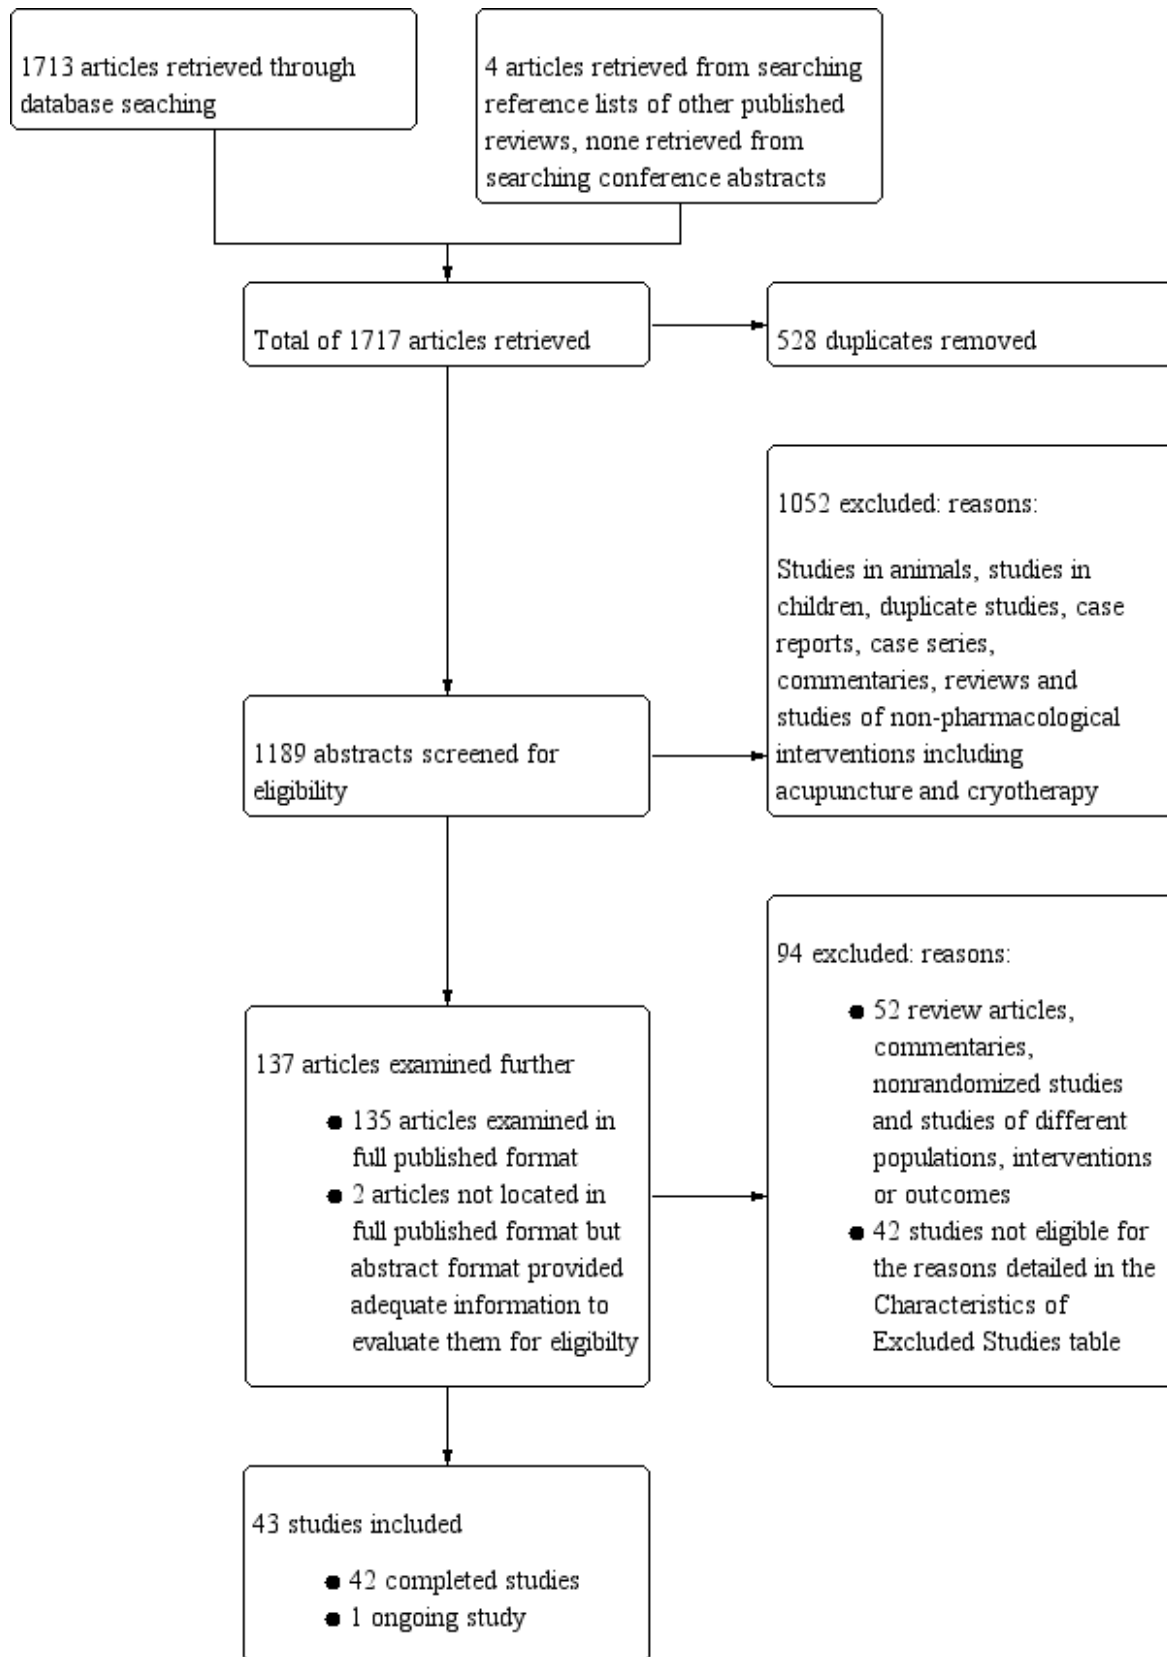 1713 articles retrieved through
database seaching
4 articles retrieved from searching
reference lists of other published
reviews, none retrieved from
searching conference abstracts
Total of 1717 articles retrieved
528 duplicates removed
1052 excluded: reasons:
Studies in animals, studies in
children, duplicate studies, case
reports, case series,
commentaries, reviews and
studies of non-pharmacological
interventions including
acupuncture and cryotherapy
1189 abstracts screened for
eligibility
94 excluded: reasons:
● 52 review articles,
commentaries,
nonrandomized studies
and studies of different
populations, interventions
or outcomes
● 42 studies not eligible for
the reasons detailed in the
Characteristics of
Excluded Studies table
137 articles examined further
● 135 articles examined in
full published format
● 2 articles not located in
full published format but
abstract format provided
adequate information to
evaluate them for eligibilty
43 studies included
● 42 completed studies
● 1 ongoing study